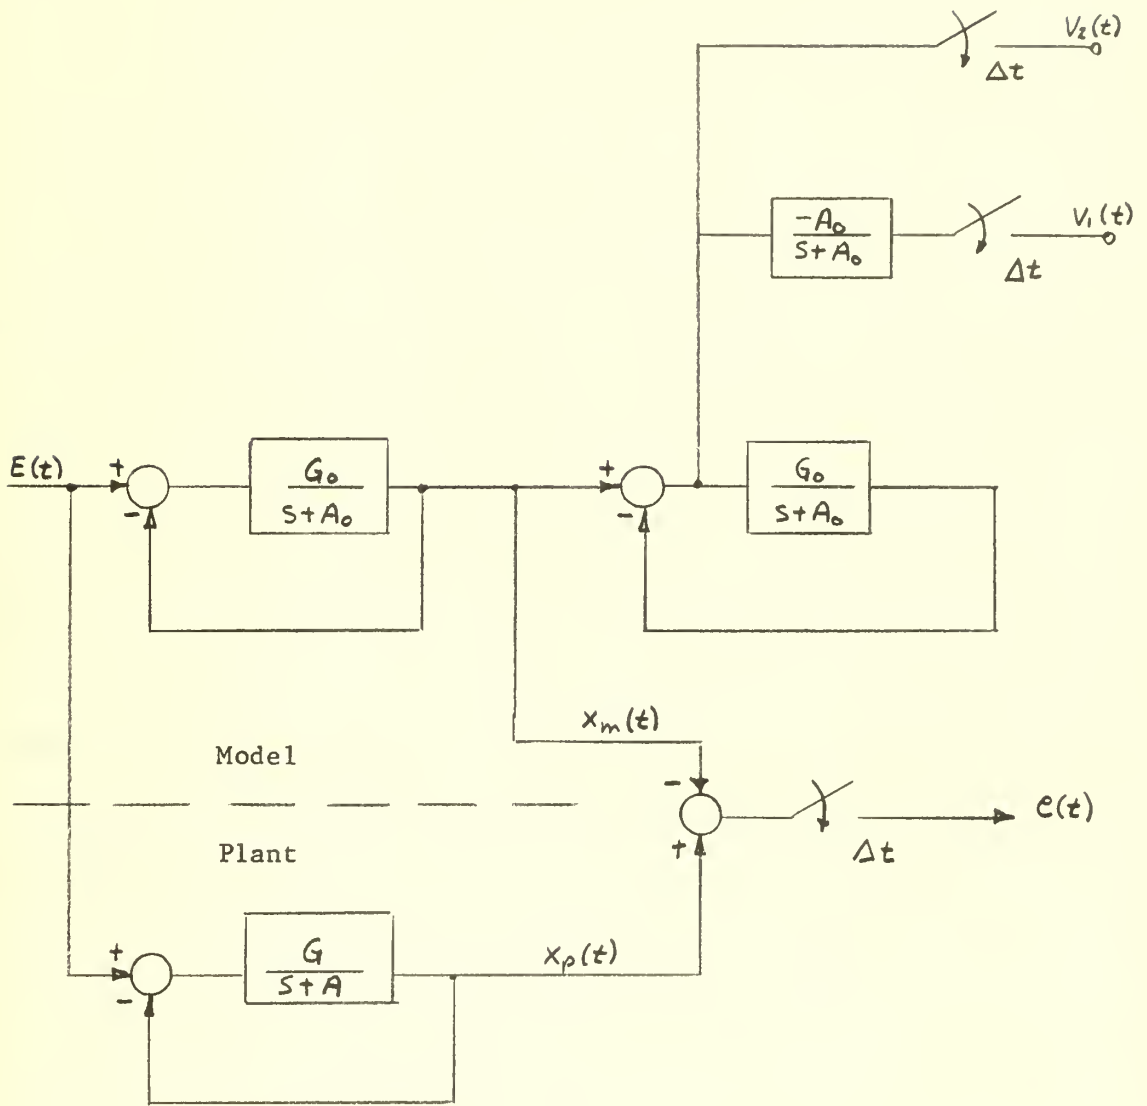 V₂(t)
Δt
-A₀
S+A₀
V₁(t)
Δt
E(t)
+
-
G₀
S+A₀
+
-
G₀
S+A₀
xₘ(t)
Model
-
+
Δt
e(t)
Plant
+
-
G
S+A
xₚ(t)